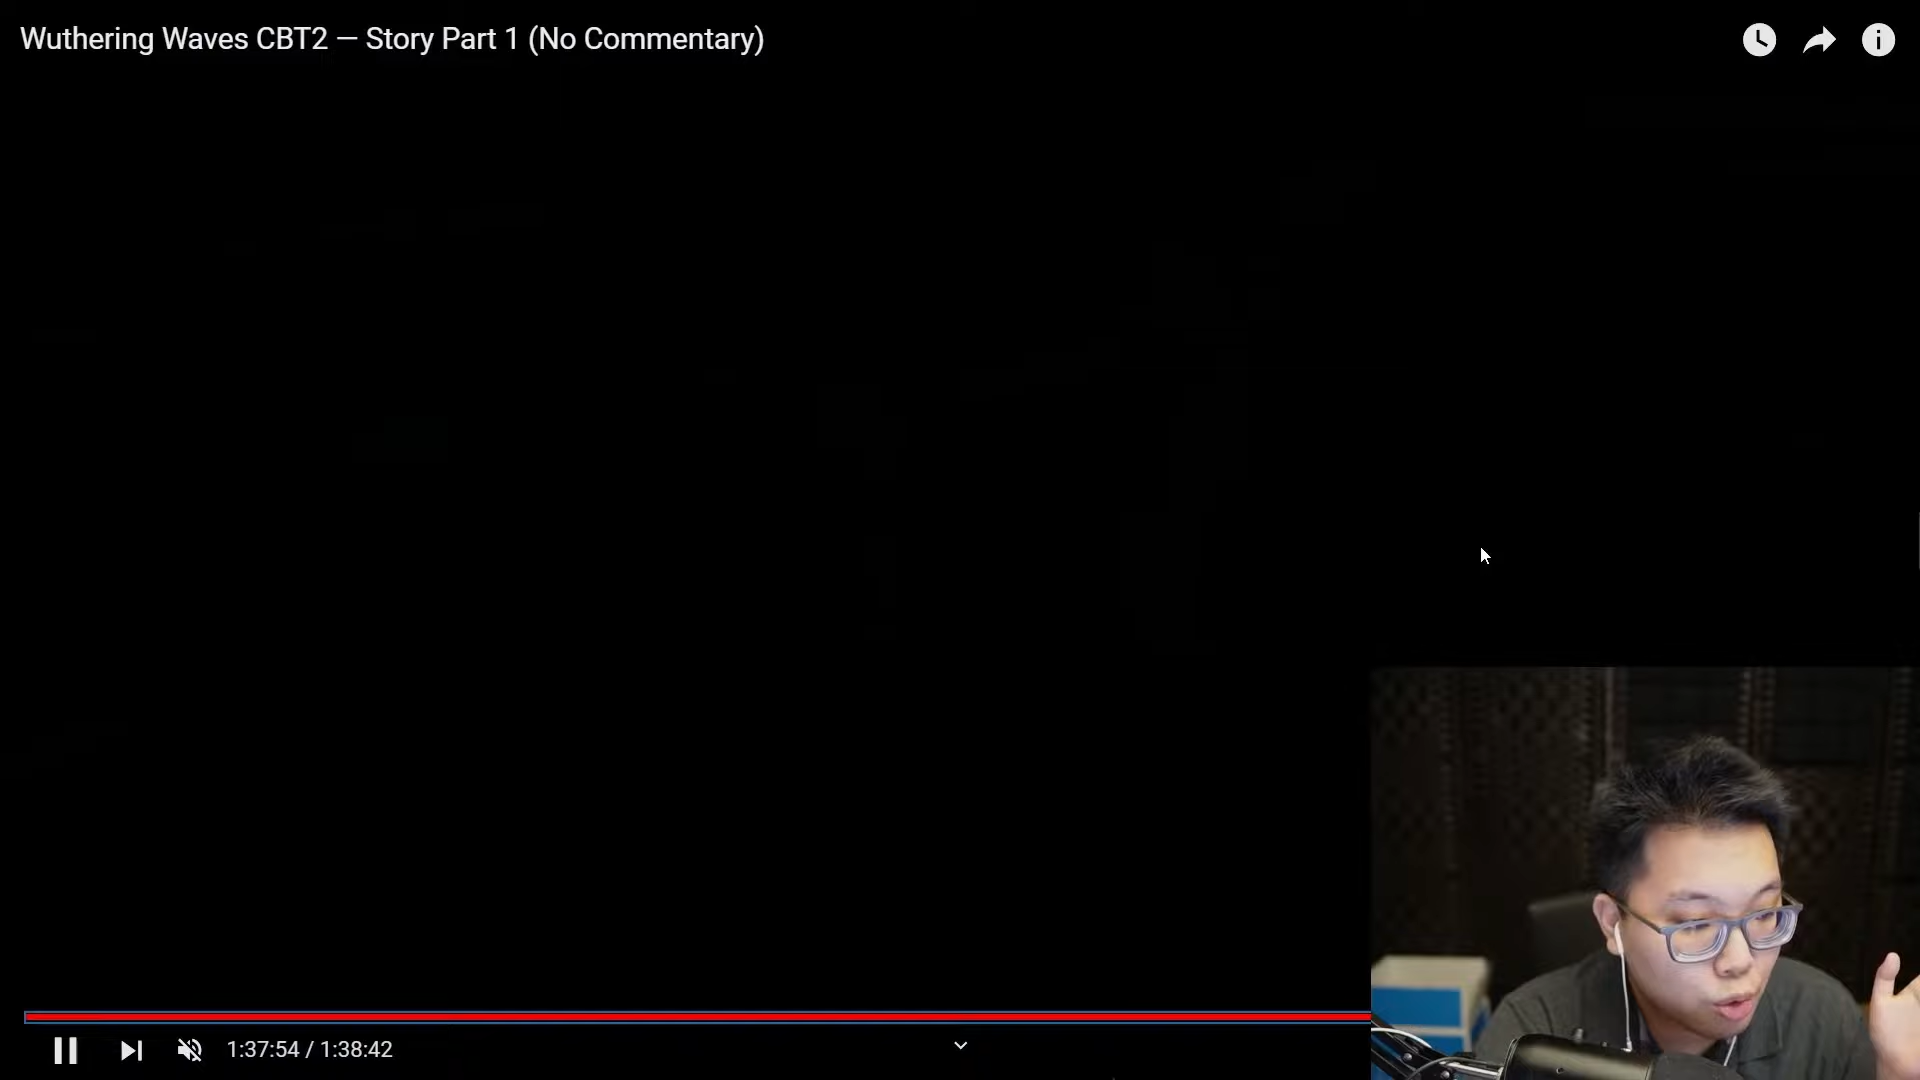 Wuthering Waves CBT2 — Story Part 1 (No Commentary)
1:37:54 / 1:38:42